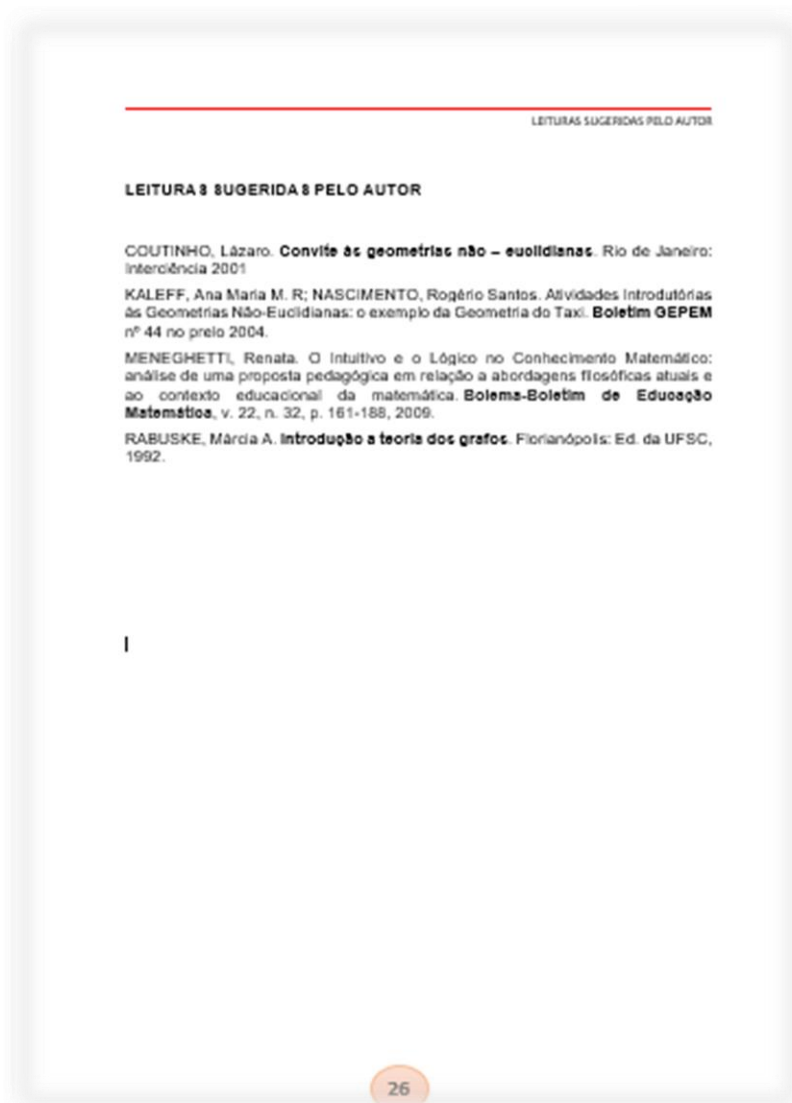 LEITURAS SUGERIDAS PELO AUTOR
LEITURAS SUGERIDAS PELO AUTOR
COUTINHO, Lázaro. Convite às geometrias não – euclidianas. Rio de Janeiro:
Interciência 2001
KALEFF, Ana Maria M. R; NASCIMENTO, Rogério Santos. Atividades Introdutórias
às Geometrias Não-Euclidianas: o exemplo da Geometria do Taxi. Boletim GEPEM
nº 44 no prelo 2004.
MENEGHETTI, Renata. O Intuitivo e o Lógico no Conhecimento Matemático:
análise de uma proposta pedagógica em relação a abordagens filosóficas atuais e
ao contexto educacional da matemática. Bolema-Boletim de Educação
Matemática, v. 22, n. 32, p. 161-188, 2009.
RABUSKE, Márcia A. Introdução a teoria dos grafos. Florianópolis: Ed. da UFSC,
1992.
26